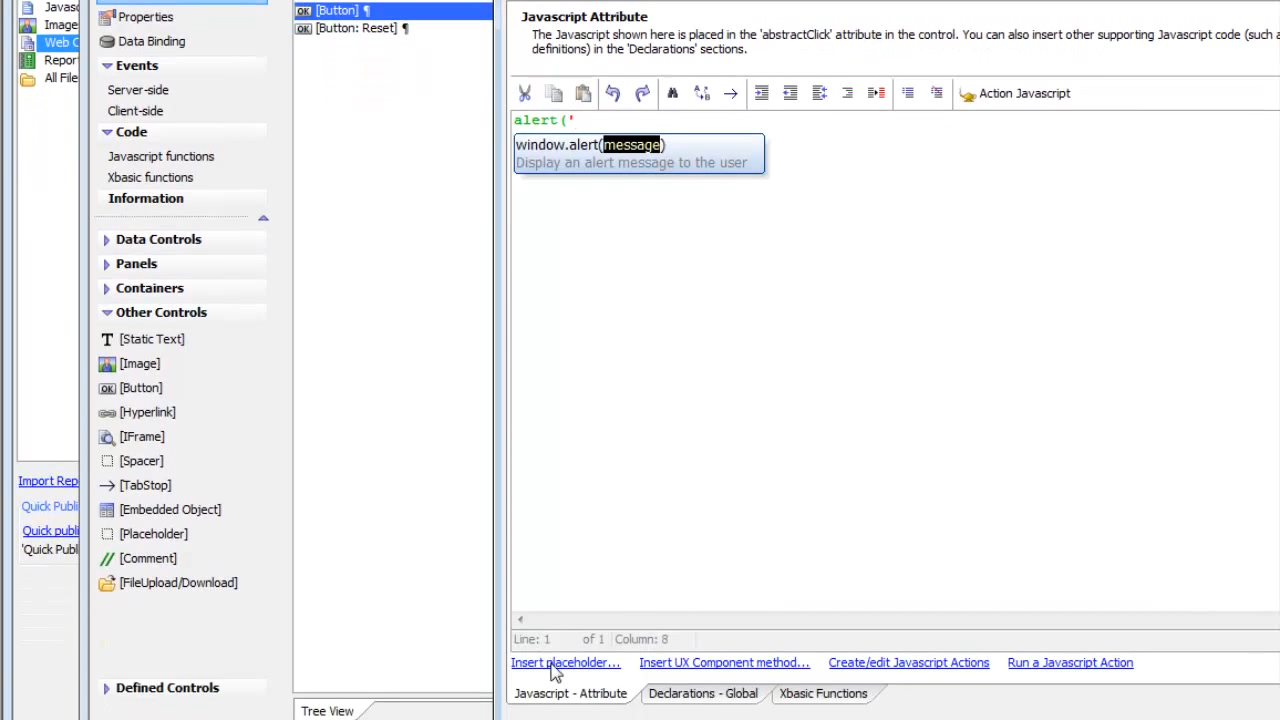 Javasc
Image
Web C
Report
All File
Import Rep
Quick Publi
Quick publi
'Quick Publ
Properties
Data Binding
Events
Server-side
Client-side
Code
Javascript functions
Xbasic functions
Information
Data Controls
Panels
Containers
Other Controls
[Static Text]
[Image]
[Button]
[Hyperlink]
[IFrame]
[Spacer]
[TabStop]
[Embedded Object]
[Placeholder]
[Comment]
[FileUpload/Download]
Defined Controls
[Button] ¶
[Button: Reset] ¶
Tree View
Javascript Attribute
The Javascript shown here is placed in the 'abstractClick' attribute in the control. You can also insert other supporting Javascript code (such a
definitions) in the 'Declarations' sections.
Action Javascript
alert('
window.alert(message)
Display an alert message to the user
Line: 1 of 1 Column: 8
Insert placeholder... Insert UX Component method... Create/edit Javascript Actions Run a Javascript Action
Javascript - Attribute Declarations - Global Xbasic Functions